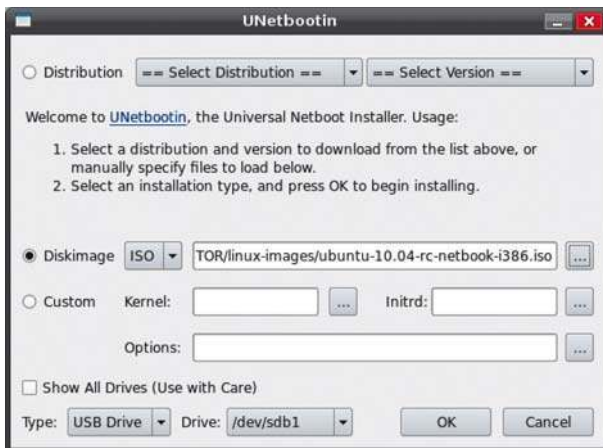 UNetbootin
Distribution == Select Distribution == == Select Version ==
Welcome to UNetbootin, the Universal Netboot Installer. Usage:
1. Select a distribution and version to download from the list above, or
manually specify files to load below.
2. Select an installation type, and press OK to begin installing.
Diskimage ISO TOR/linux-images/ubuntu-10.04-rc-netbook-i386.iso ...
Custom Kernel: ... Initrd: ...
Options: ...
Show All Drives (Use with Care)
Type: USB Drive Drive: /dev/sdb1 OK Cancel